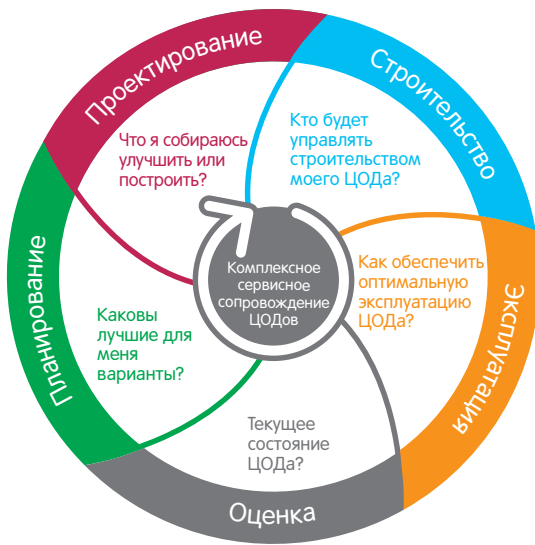 Проектирование
Что я собираюсь
улучшить или
построить?
Строительство
Кто будет
управлять
строительством
моего ЦОДа?
Эксплуатация
Как обеспечить
оптимальную
эксплуатацию
ЦОДа?
Оценка
Текущее
состояние
ЦОДа?
Планирование
Каковы
лучшие для
меня
варианты?
Комплексное
сервисное
сопровождение
ЦОДов